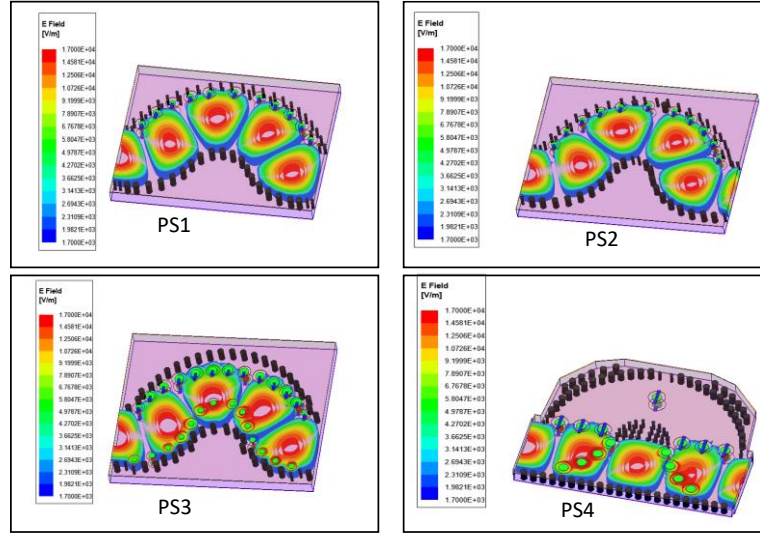 E Field
[V/m]
1.7000E+04
1.4581E+04
1.2506E+04
1.0726E+04
9.1999E+03
7.8907E+03
6.7678E+03
5.8047E+03
4.9787E+03
4.2702E+03
3.6625E+03
3.1413E+03
2.6943E+03
2.3109E+03
1.9821E+03
1.7000E+03
PS1
E Field
[V/m]
1.7000E+04
1.4581E+04
1.2506E+04
1.0726E+04
9.1999E+03
7.8907E+03
6.7678E+03
5.8047E+03
4.9787E+03
4.2702E+03
3.6625E+03
3.1413E+03
2.6943E+03
2.3109E+03
1.9821E+03
1.7000E+03
PS2
E Field
[V/m]
1.7000E+04
1.4581E+04
1.2506E+04
1.0726E+04
9.1999E+03
7.8907E+03
6.7678E+03
5.8047E+03
4.9787E+03
4.2702E+03
3.6625E+03
3.1413E+03
2.6943E+03
2.3109E+03
1.9821E+03
1.7000E+03
PS3
E Field
[V/m]
1.7000E+04
1.4581E+04
1.2506E+04
1.0726E+04
9.1999E+03
7.8907E+03
6.7678E+03
5.8047E+03
4.9787E+03
4.2702E+03
3.6625E+03
3.1413E+03
2.6943E+03
2.3109E+03
1.9821E+03
1.7000E+03
PS4